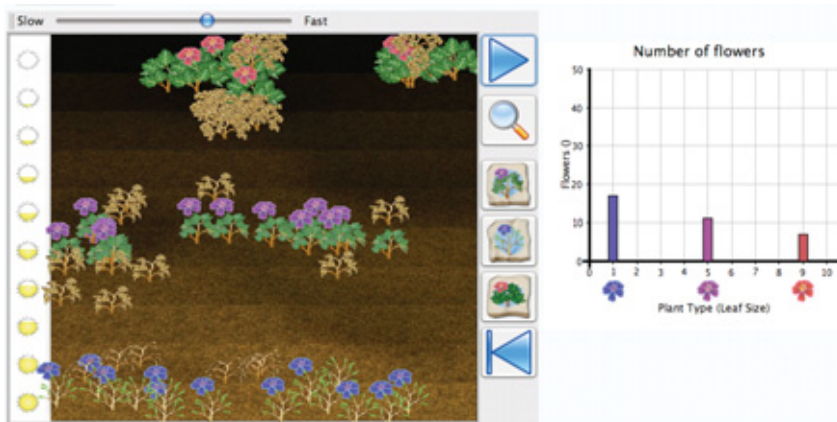 Slow Fast
Number of flowers
50
40
30
20
10
0
Flowers ()
0 1 2 3 4 5 6 7 8 9 10
Plant Type (Leaf Size)